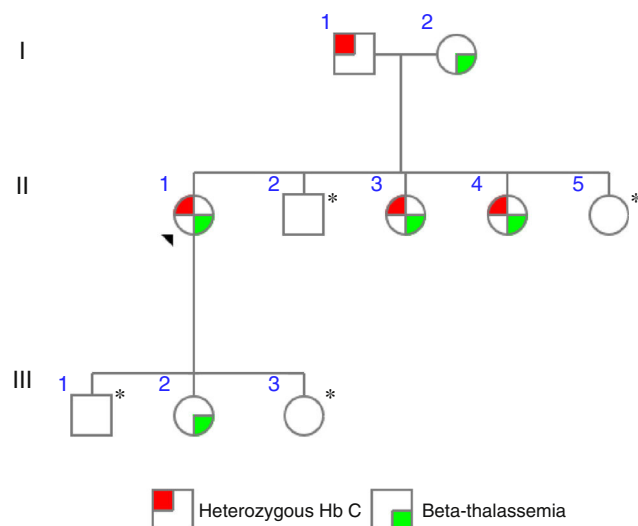 1 2
I
1 2 3 4 5
II * *
1 2 3
III * *
Heterozygous Hb C Beta-thalassemia